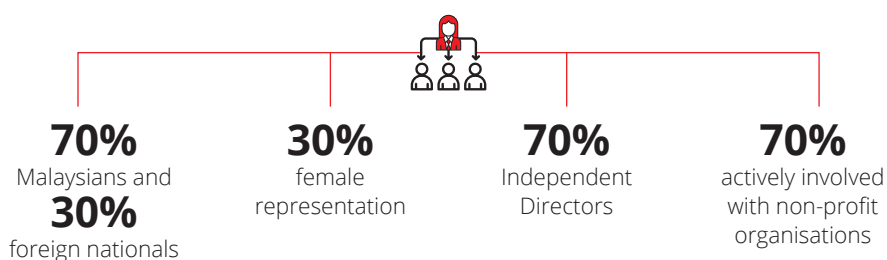 70%
Malaysians and
30%
foreign nationals
30%
female
representation
70%
Independent
Directors
70%
actively involved
with non-profit
organisations